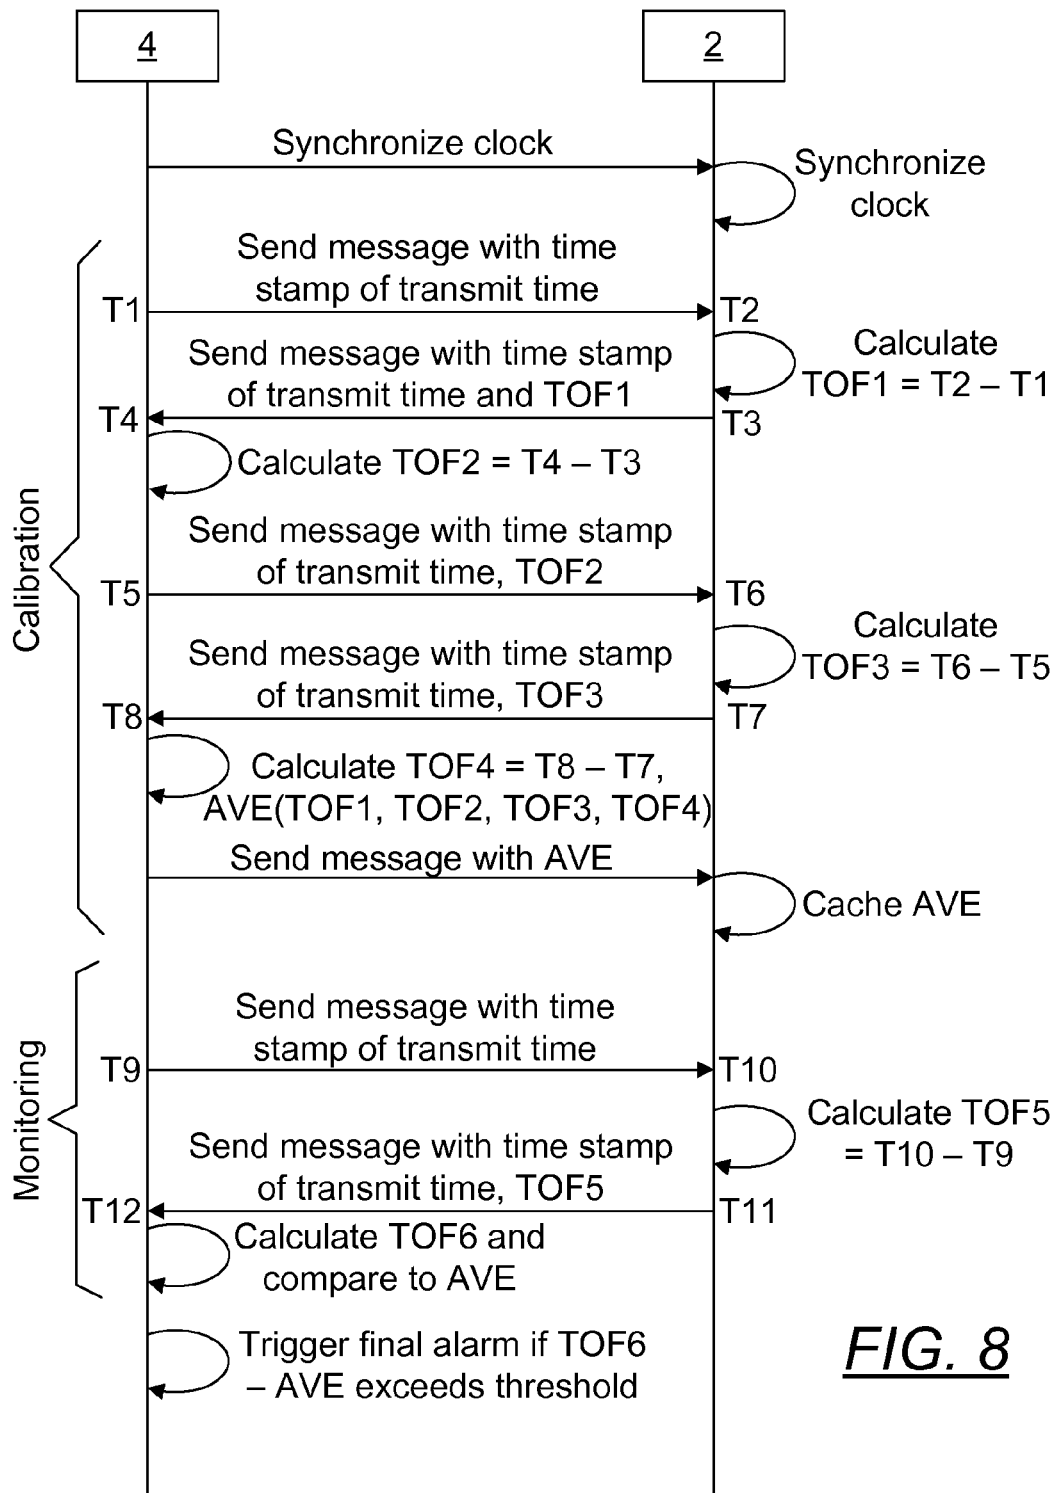 4
2
Synchronize clock
Synchronize
clock
Send message with time
stamp of transmit time
T1
T2
Calculate
TOF1 = T2 – T1
Send message with time stamp
of transmit time and TOF1
T4
T3
Calculate TOF2 = T4 – T3
Calibration
Send message with time stamp
of transmit time, TOF2
T5
T6
Calculate
TOF3 = T6 – T5
Send message with time stamp
of transmit time, TOF3
T8
T7
Calculate TOF4 = T8 – T7,
AVE(TOF1, TOF2, TOF3, TOF4)
Send message with AVE
Cache AVE
Monitoring
Send message with time
stamp of transmit time
T9
T10
Calculate TOF5
= T10 – T9
Send message with time stamp
of transmit time, TOF5
T12
T11
Calculate TOF6 and
compare to AVE
Trigger final alarm if TOF6
– AVE exceeds threshold
FIG. 8